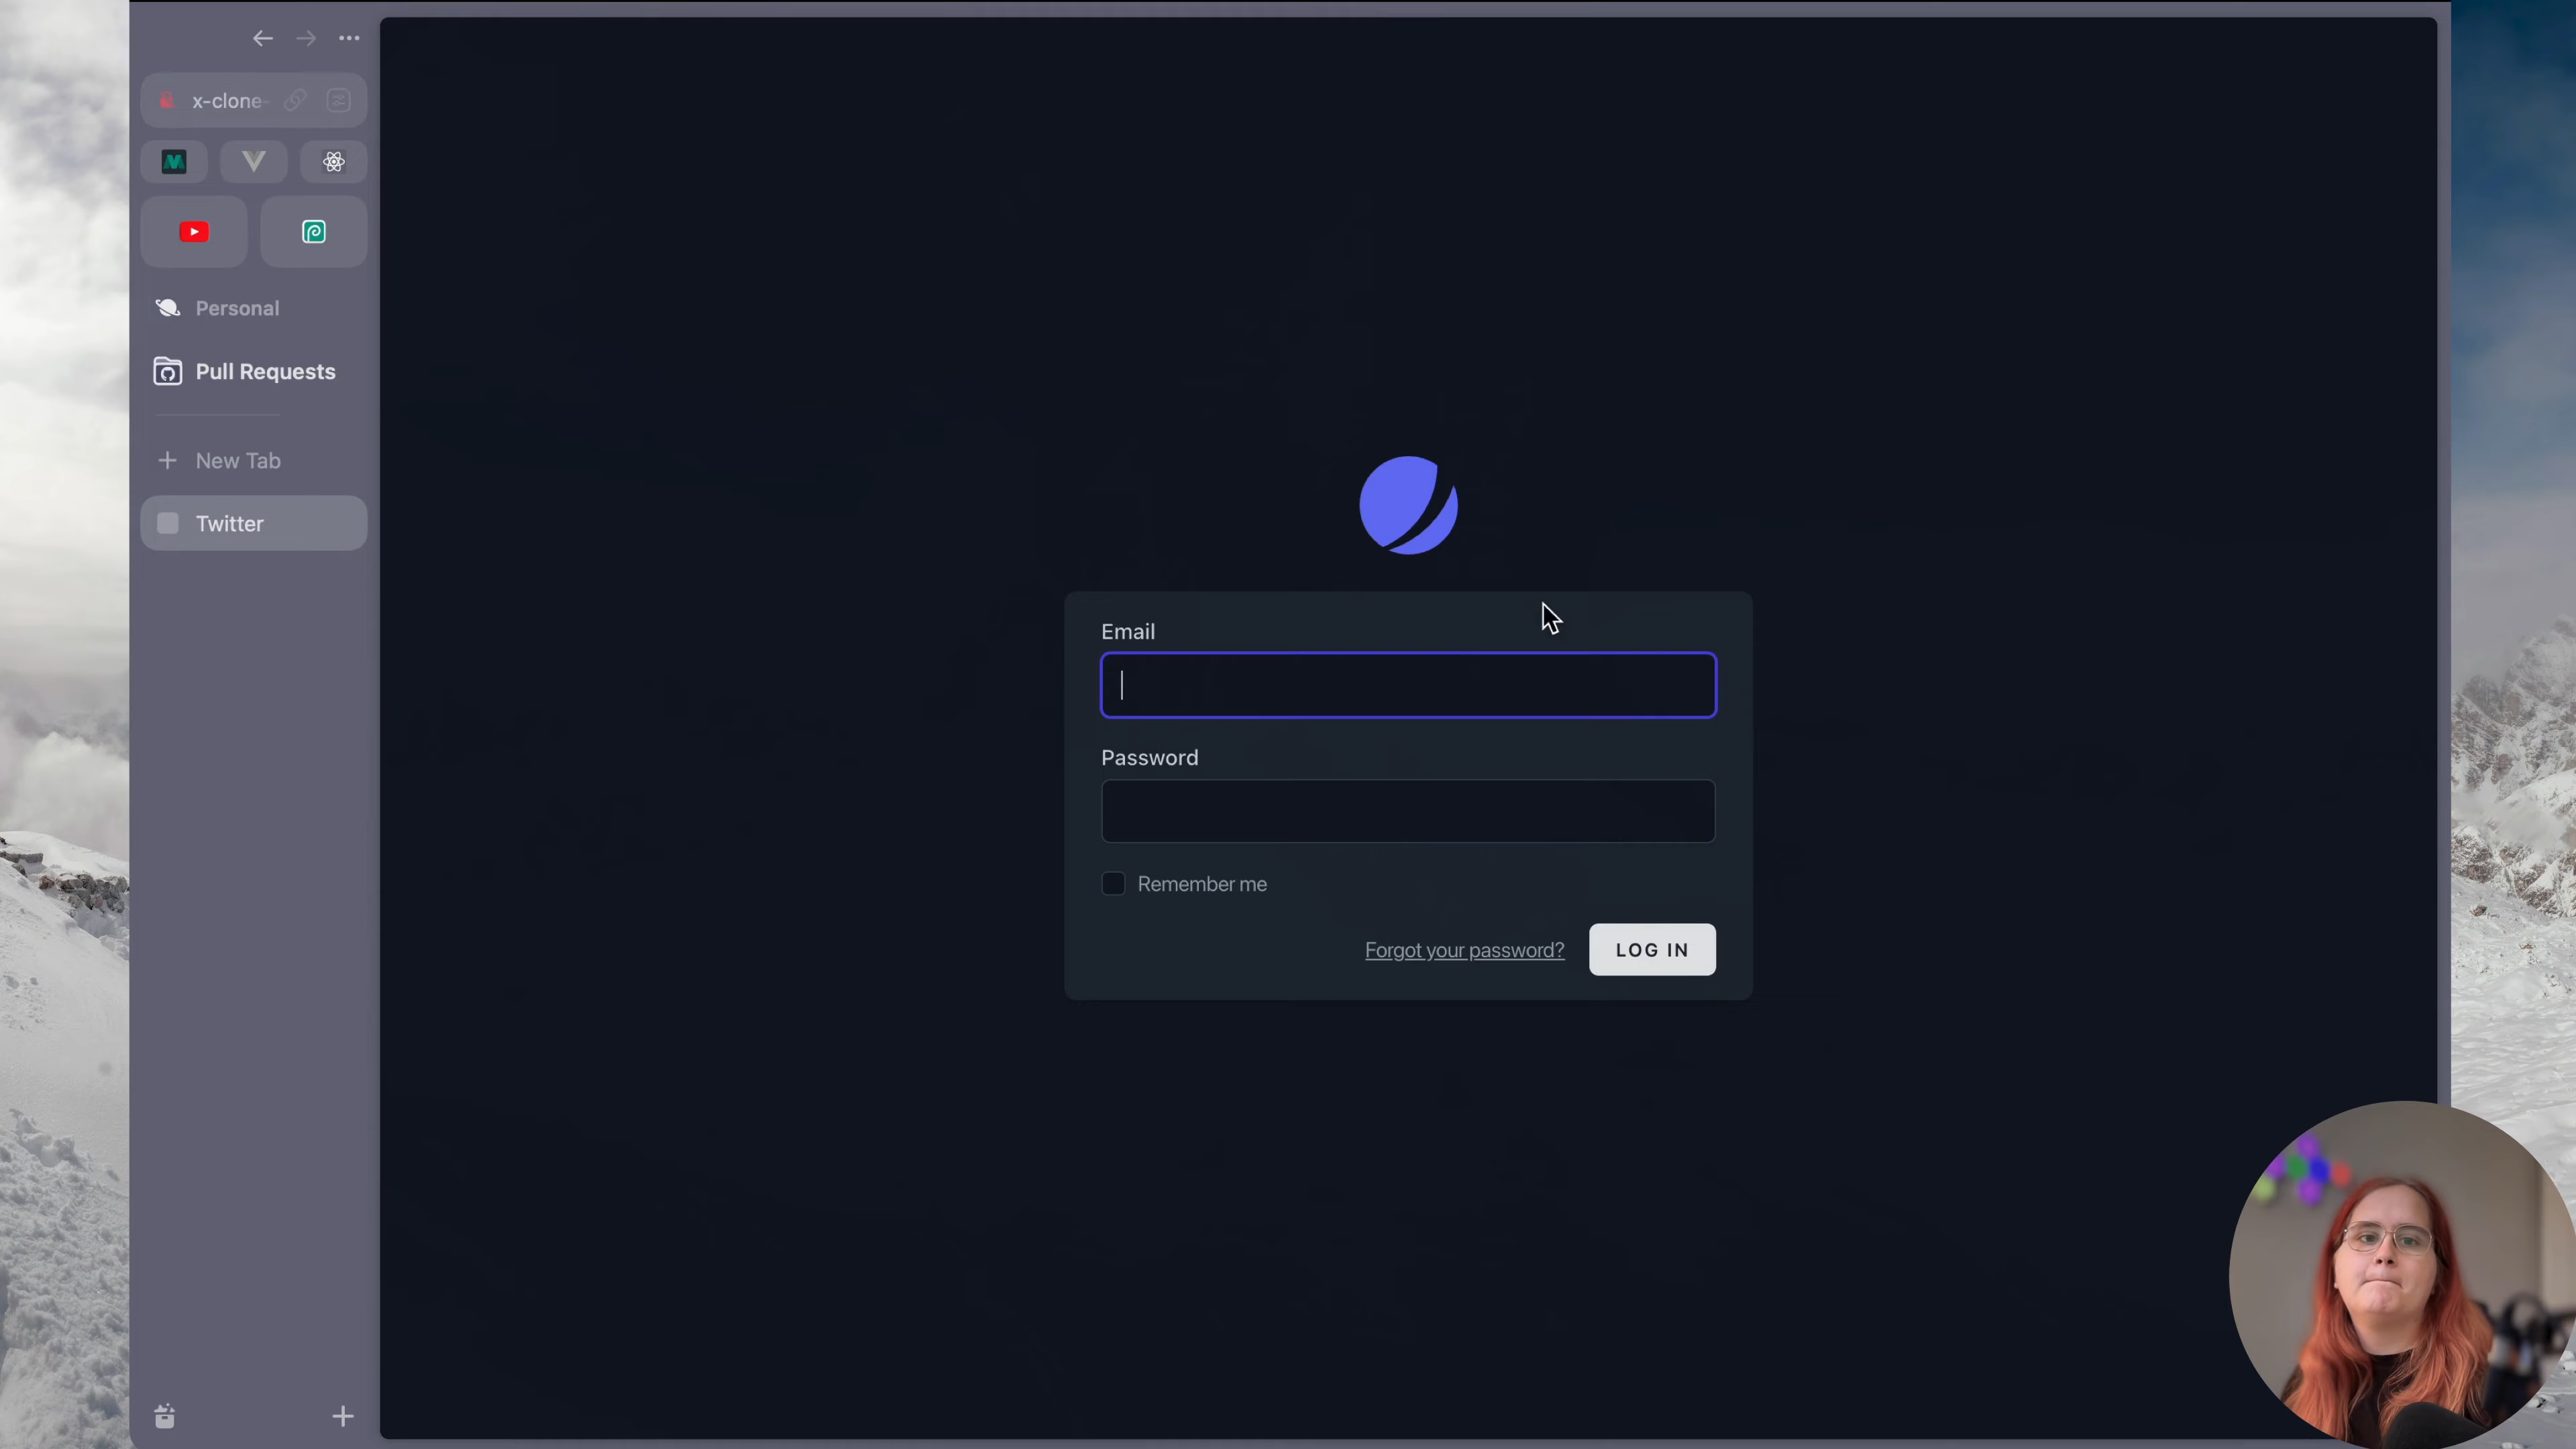 x-clone-
Personal
Pull Requests
New Tab
Twitter
Email
Password
Remember me
Forgot your password?
LOG IN